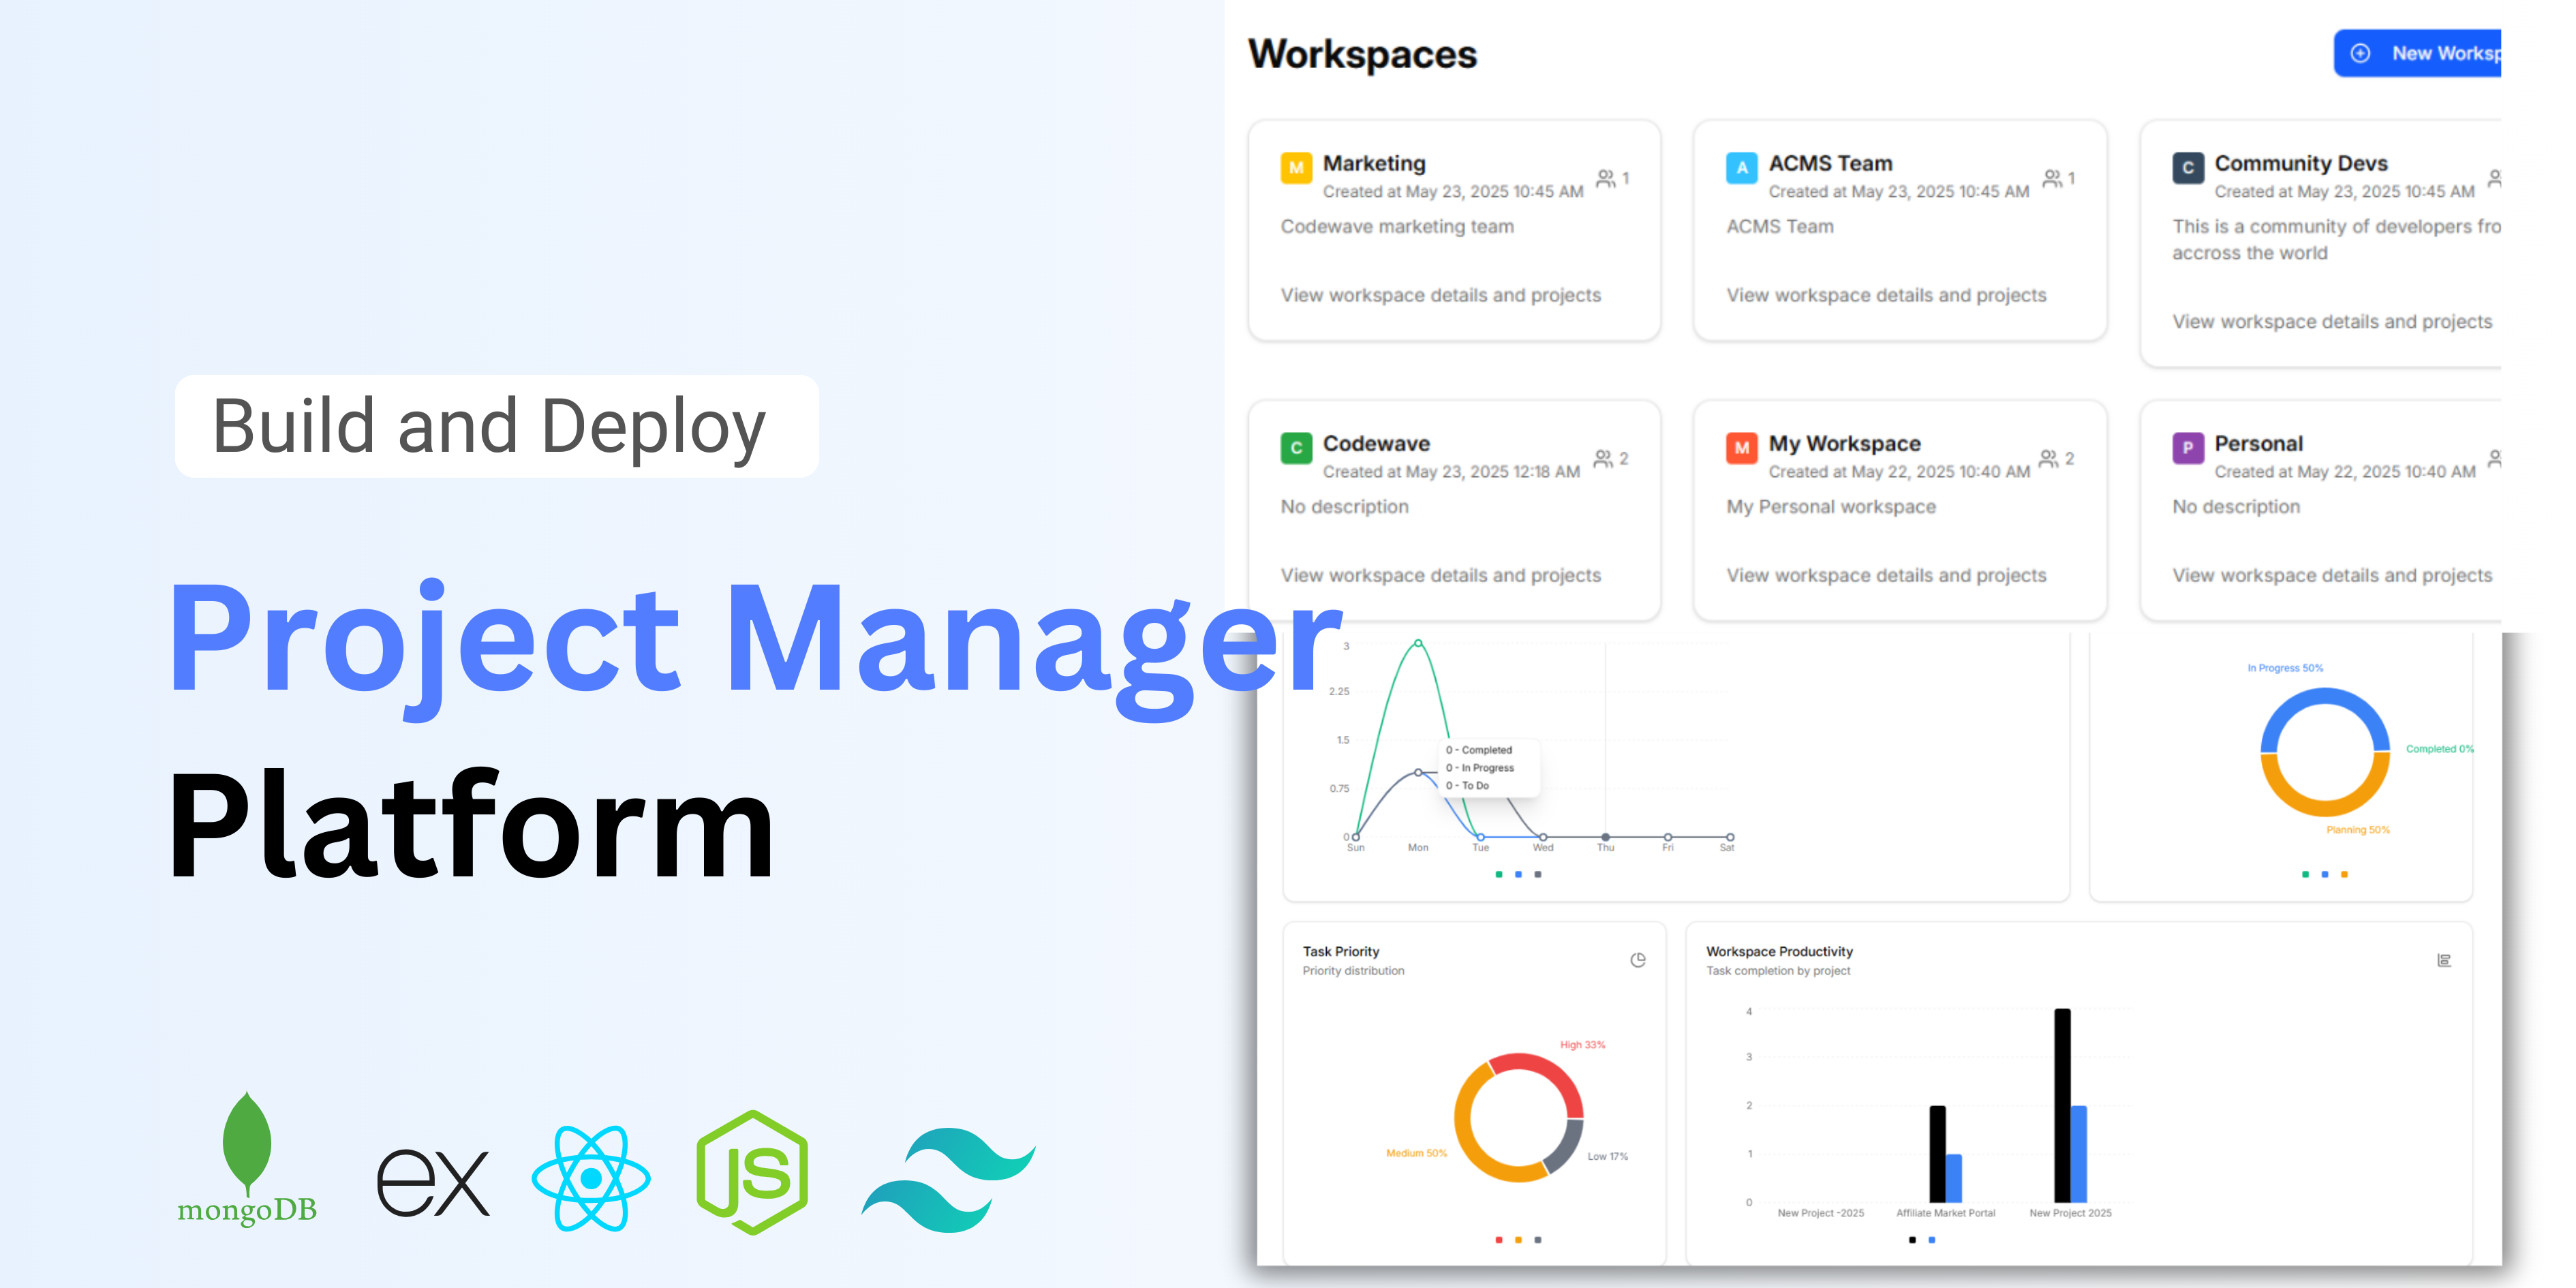 Build and Deploy
Project Manager
Platform
mongoDB
ex
JS
Workspaces
New Worksp
M
Marketing
1
Created at May 23, 2025 10:45 AM
Codewave marketing team
View workspace details and projects
A
ACMS Team
1
Created at May 23, 2025 10:45 AM
ACMS Team
View workspace details and projects
C
Community Devs
Created at May 23, 2025 10:45 AM
This is a community of developers fro
accross the world
View workspace details and projects
C
Codewave
2
Created at May 23, 2025 12:18 AM
No description
View workspace details and projects
M
My Workspace
2
Created at May 22, 2025 10:40 AM
My Personal workspace
View workspace details and projects
P
Personal
Created at May 22, 2025 10:40 AM
No description
View workspace details and projects
3
2.25
1.5
0.75
0
Sun Mon Tue Wed Thu Fri Sat
0 - Completed
0 - In Progress
0 - To Do
In Progress 50%
Completed 0%
Planning 50%
Task Priority
Priority distribution
High 33%
Medium 50%
Low 17%
Workspace Productivity
Task completion by project
4
3
2
1
0
New Project -2025 Affiliate Market Portal New Project 2025